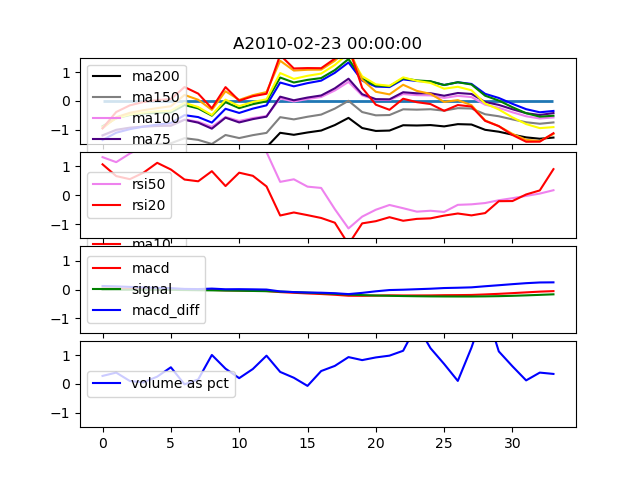 A2010-02-23 00:00:00
1
0
−1
ma200
ma150
ma100
ma75
1
0
−1
rsi50
rsi20
ma10
1
0
−1
macd
signal
macd_diff
1
0
−1
volume as pct
0 5 10 15 20 25 30